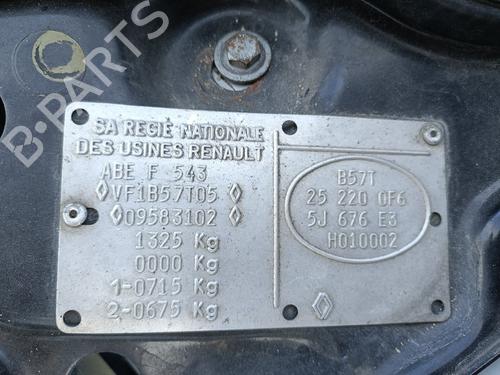 SA REGIE NATIONALE
DES USINES RENAULT
ABE F 543
◊VF1B57T05 ◊
◊09583102 ◊
1325 Kg
0000 Kg
1-0715 Kg
2-0675 Kg
B57T
25 220 0F6
5J 676 E3
H010002
B-PARTS